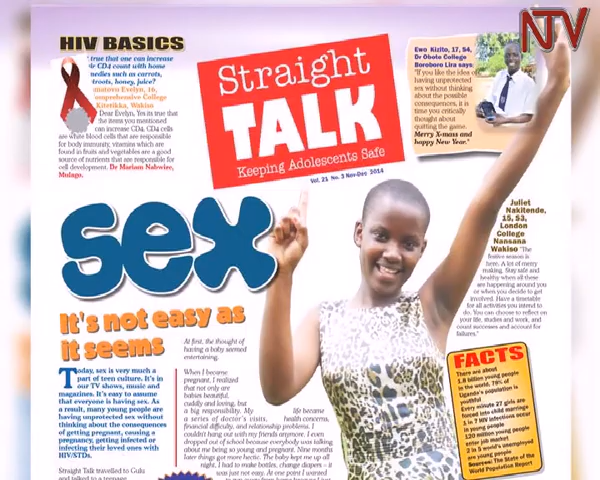 NTV
HIV BASICS
true that one can increase
CD4 count with home
such as carrots,
honey, juice?
Evelyn, 16,
College
Kitetikka, Wakiso
Dear Evelyn, Yes its true that
the items you mentioned
can increase CD4. CD4 cells
are white blood cells that are responsible
for body immunity, vitamins which are
found in fruits and vegetables are a good
source of nutrients that are responsible for
cell development. Dr Mariam Nabwire,
Mulago.
Straight
TALK
Keeping Adolescents Safe
Vol. 21 No. 3 Nov-Dec 2014
Ewo Kizito, 17, S4,
Dr Obote College
Boroboro Lira says:
"If you like the idea of
having unprotected
sex without thinking
about the possible
consequences, it is
time you critically
thought about
quitting the game.
Merry X-mas and
happy New Year."
sex
It's not easy as
it seems
Today, sex is very much a
part of teen culture. It's in
our TV shows, music and
magazines. It's easy to assume
that everyone is having sex. As
a result, many young people are
having unprotected sex without
thinking about the consequences
of getting pregnant, causing a
pregnancy, getting infected or
infecting their loved ones with
HIV/STDs.
Straight Talk travelled to Gulu
and talked to a teenage
At first, the thought of
having a baby seemed
entertaining.
When I became
pregnant, I realized
that not only are
babies beautiful,
cuddly and loving, but
a big responsibility. My life became
a series of doctor's visits, health concerns,
financial difficulty, and relationship problems. I
couldn't hang out with my friends anymore. I even
dropped out of school because everybody was talking
about me being so young and pregnant. Nine months
later things got more hectic. The baby kept me up all
night. I had to make bottles, change diapers – it
was just not easy. At one point I wanted
Juliet
Nakitende,
15, S3,
London
College
Nansana
Wakiso "The
festive season is
here. A lot of merry
making. Stay safe and
healthy when all these
are happening around you
or when you decide to get
involved. Have a timetable
for all activities you intend to
do. You can choose to reflect on
your life, studies and work, and
count successes and account for
failures."
FACTS
There are about
1.8 billion young people
in the world, 78% of
Uganda's population is
youthful
Every minute 27 girls are
forced into child marriage
1 in 7 HIV infections occur
in young people
120 million young people
enter job market
2 in 5 world's unemployed
are young people
Source: The State of the
World Population Report